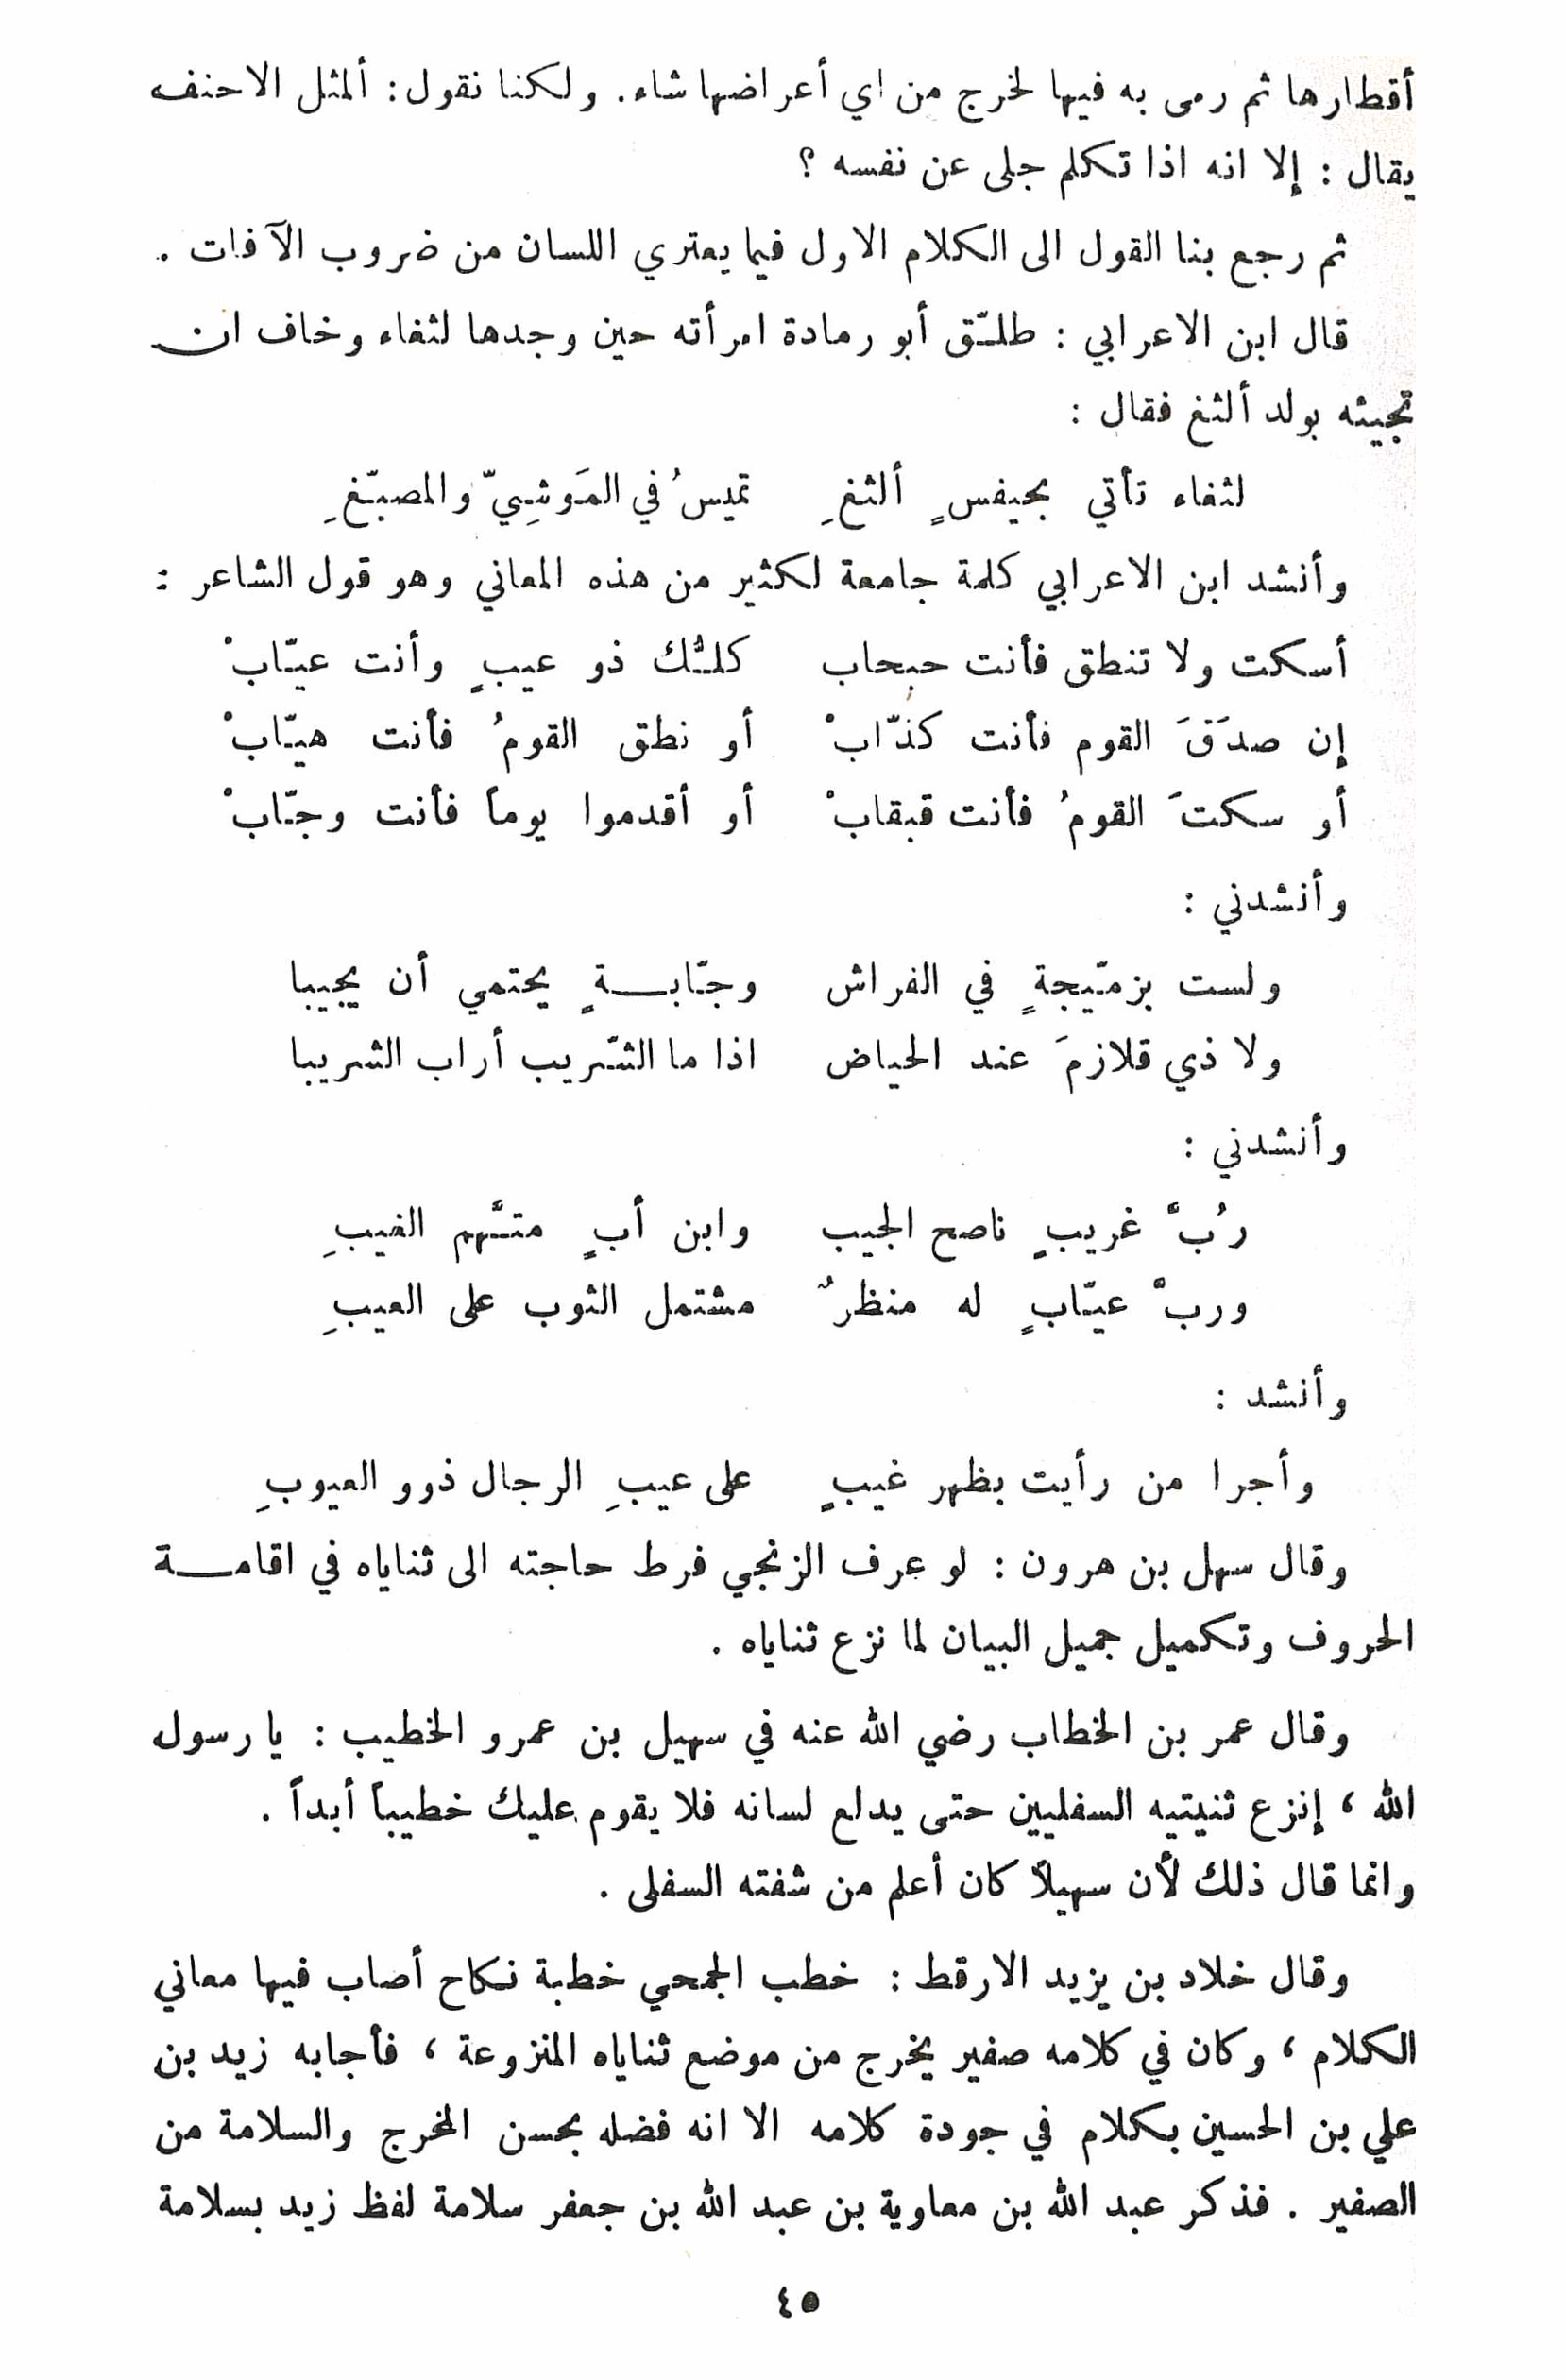 أقطارها ثم رمى به فيها لخرج من اي أعراضها شاء. ولكنا نقول: ألمثل الاحنف
يقال : إلا انه اذا تكلم جلى عن نفسه ؟
ثم رجع بنا القول الى الكلام الاول فيما يعتري اللسان من ضروب الآفات .
قال ابن الاعرابي : طلّق أبو رمادة امرأته حين وجدها لثغاء وخاف ان
تجيئه بولد ألثغ فقال :
لثغاء تأتي بجيفسٍ ألثغِ تميسُ في المَوشِيّ والمصبّغِ
وأنشد ابن الاعرابي كلمة جامعة لكثير من هذه المعاني وهو قول الشاعر :
أسكت ولا تنطق فأنت حبحاب كلُّك ذو عيبٍ وأنت عيّابْ
إن صدَقَ القوم فأنت كذّابْ أو نطق القومُ فأنت هيّابْ
أو سكتَ القومُ فأنت قبقابْ أو أقدموا يوماً فأنت وجّابْ
وأنشدني :
ولست بزمّيجةٍ في الفراش وجّابةٍ يحتمي أن يجيبا
ولا ذي قلازمَ عند الحياض اذا ما الشّريب أراب الشريبا
وأنشدني :
رُبَّ غريبٍ ناصح الجيب وابن أبٍ متَّهم الغيبِ
وربَّ عيّابٍ له منظرٌ مشتمل الثوب على العيبِ
وأنشد :
وأجرا من رأيت بظهر غيبٍ على عيبِ الرجال ذوو العيوبِ
وقال سهل بن هرون : لو عرف الزنجي فرط حاجته الى ثناياه في اقامة
الحروف وتكميل جميل البيان لما نزع ثناياه .
وقال عمر بن الخطاب رضي الله عنه في سهيل بن عمرو الخطيب : يا رسول
الله ، إنزع ثنيتيه السفليين حتى يدلع لسانه فلا يقوم عليك خطيباً أبداً .
وانما قال ذلك لأن سهيلاً كان أعلم من شفته السفلى .
وقال خلاد بن يزيد الارقط : خطب الجمحي خطبة نكاح أصاب فيها معاني
الكلام ، وكان في كلامه صفير يخرج من موضع ثناياه المنزوعة ، فأجابه زيد بن
علي بن الحسين بكلام في جودة كلامه الا انه فضله بحسن المخرج والسلامة من
الصفير . فذكر عبد الله بن معاوية بن عبد الله بن جعفر سلامة لفظ زيد بسلامة
٤٥